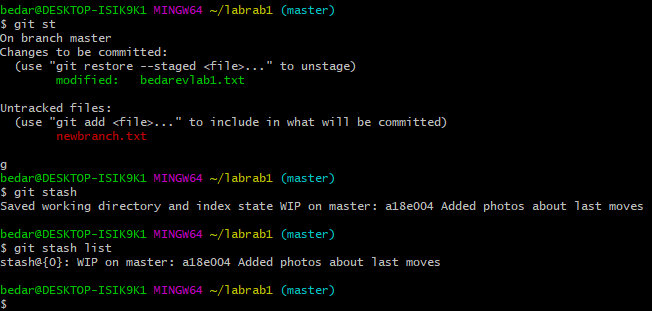 bedar@DESKTOP-ISIK9K1 MINGW64 ~/labrab1 (master)
$ git st
On branch master
Changes to be committed:
  (use "git restore --staged <file>..." to unstage)
        modified:   bedarevlab1.txt

Untracked files:
  (use "git add <file>..." to include in what will be committed)
        newbranch.txt

g
bedar@DESKTOP-ISIK9K1 MINGW64 ~/labrab1 (master)
$ git stash
Saved working directory and index state WIP on master: a18e004 Added photos about last moves

bedar@DESKTOP-ISIK9K1 MINGW64 ~/labrab1 (master)
$ git stash list
stash@{0}: WIP on master: a18e004 Added photos about last moves

bedar@DESKTOP-ISIK9K1 MINGW64 ~/labrab1 (master)
$